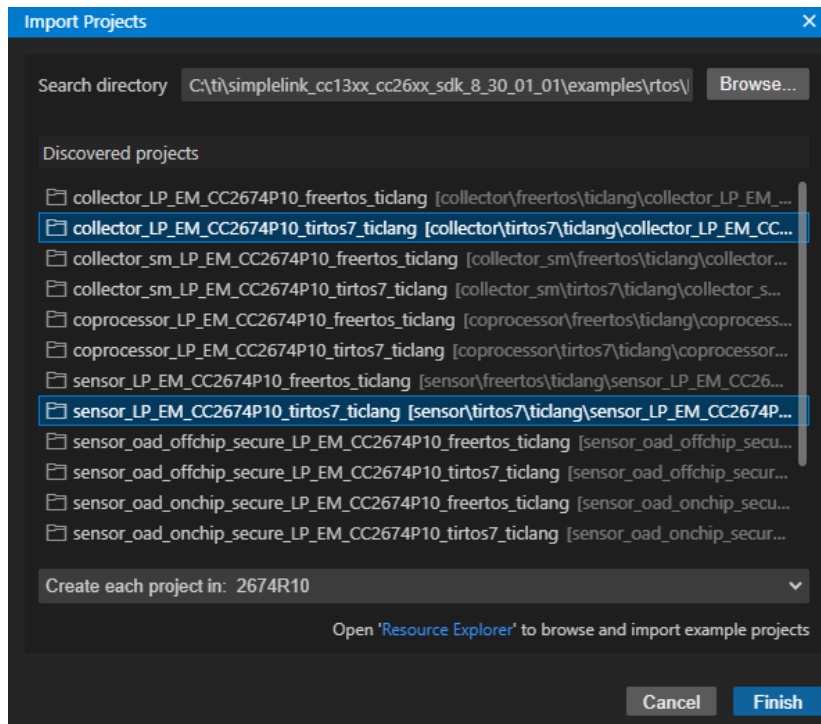 Import Projects
Search directory C:\ti\simplelink_cc13xx_cc26xx_sdk_8_30_01_01\examples\rtos\ Browse...
Discovered projects
collector_LP_EM_CC2674P10_freertos_ticlang [collector\freertos\ticlang\collector_LP_EM_...
collector_LP_EM_CC2674P10_tirtos7_ticlang [collector\tirtos7\ticlang\collector_LP_EM_CC...
collector_sm_LP_EM_CC2674P10_freertos_ticlang [collector_sm\freertos\ticlang\collector...
collector_sm_LP_EM_CC2674P10_tirtos7_ticlang [collector_sm\tirtos7\ticlang\collector_s...
coprocessor_LP_EM_CC2674P10_freertos_ticlang [coprocessor\freertos\ticlang\coprocess...
coprocessor_LP_EM_CC2674P10_tirtos7_ticlang [coprocessor\tirtos7\ticlang\coprocessor...
sensor_LP_EM_CC2674P10_freertos_ticlang [sensor\freertos\ticlang\sensor_LP_EM_CC26...
sensor_LP_EM_CC2674P10_tirtos7_ticlang [sensor\tirtos7\ticlang\sensor_LP_EM_CC2674P...
sensor_oad_offchip_secure_LP_EM_CC2674P10_freertos_ticlang [sensor_oad_offchip_secu...
sensor_oad_offchip_secure_LP_EM_CC2674P10_tirtos7_ticlang [sensor_oad_offchip_secur...
sensor_oad_onchip_secure_LP_EM_CC2674P10_freertos_ticlang [sensor_oad_onchip_secu...
sensor_oad_onchip_secure_LP_EM_CC2674P10_tirtos7_ticlang [sensor_oad_onchip_secur...
Create each project in: 2674R10
Open 'Resource Explorer' to browse and import example projects
Cancel Finish